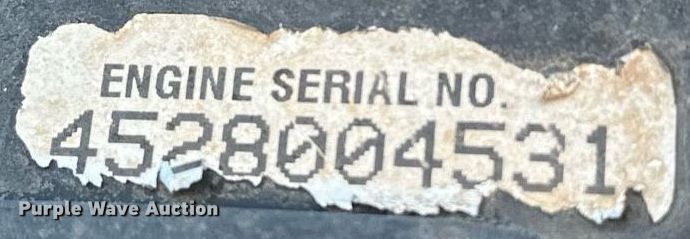 ENGINE SERIAL NO.
4528004531
Purple Wave Auction